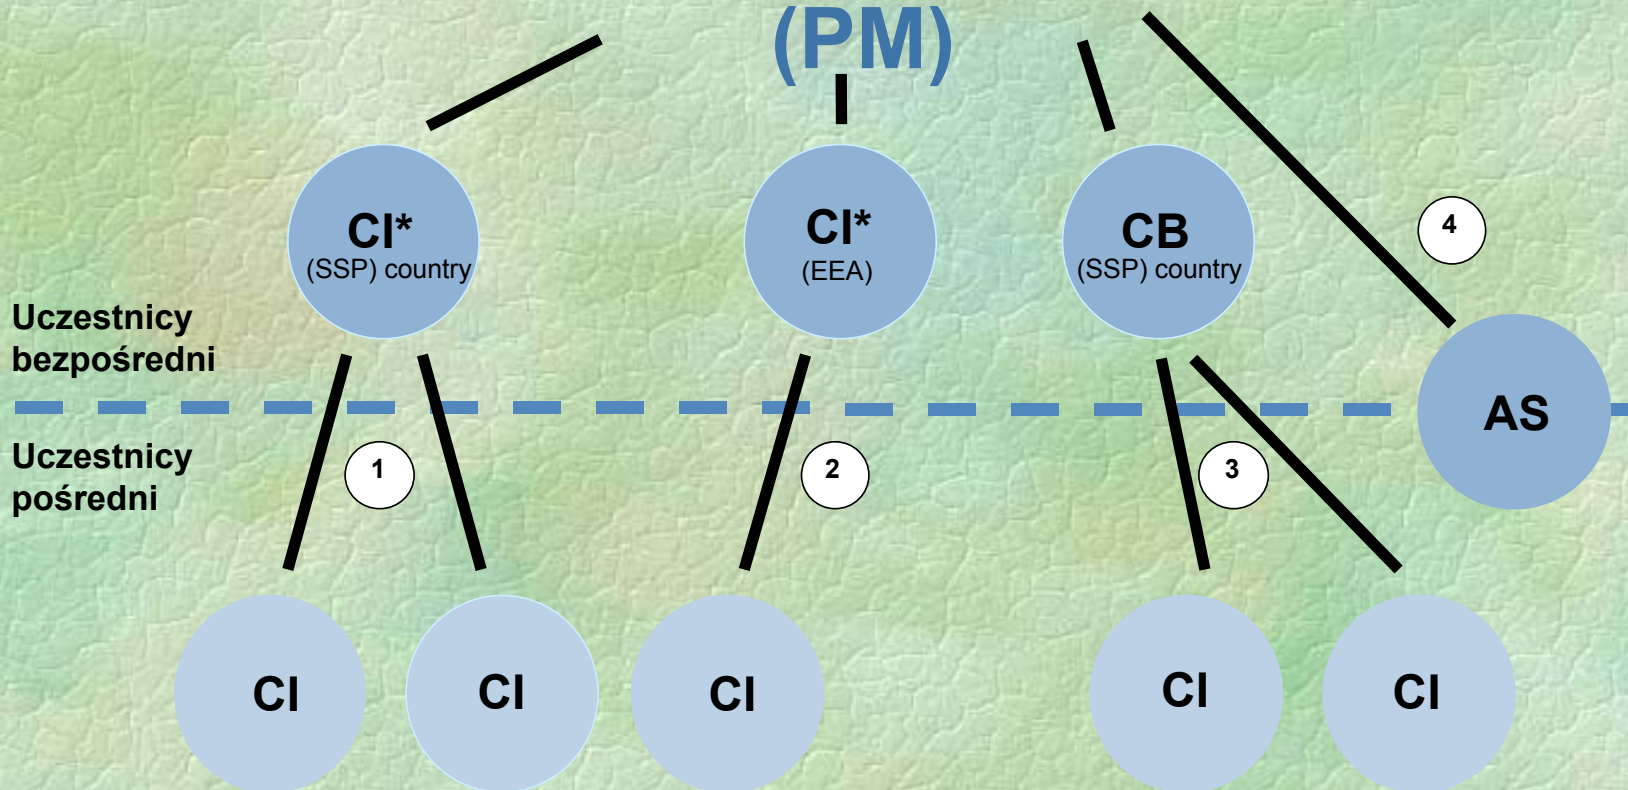 (PM)
CI*
(SSP) country
CI*
(EEA)
CB
(SSP) country
4
Uczestnicy
bezpośredni
AS
Uczestnicy
pośredni
1
2
3
CI
CI
CI
CI
CI